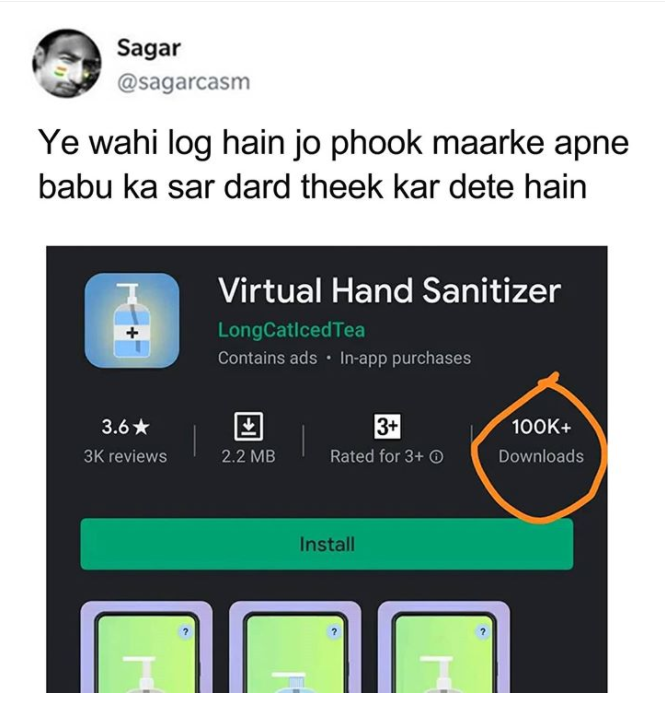 Sagar
@sagarcasm
Ye wahi log hain jo phook maarke apne
babu ka sar dard theek kar dete hain
Virtual Hand Sanitizer
LongCatIcedTea
Contains ads • In-app purchases
3.6★
3K reviews
2.2 MB
3+
Rated for 3+ ⓘ
100K+
Downloads
Install
? ? ?